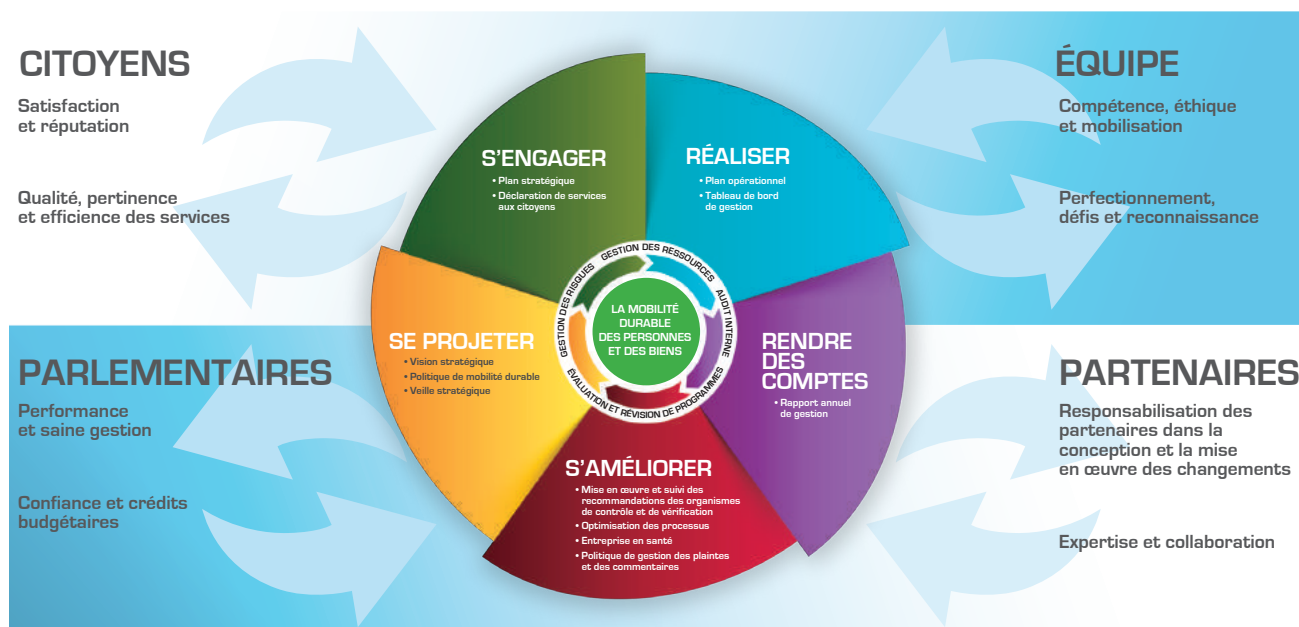 CITOYENS
Satisfaction
et réputation
Qualité, pertinence
et efficience des services
ÉQUIPE
Compétence, éthique
et mobilisation
Perfectionnement,
défis et reconnaissance
S'ENGAGER
• Plan stratégique
• Déclaration de services
aux citoyens
RÉALISER
• Plan opérationnel
• Tableau de bord
de gestion
GESTION DES RISQUES
GESTION DES RESSOURCES
AUDIT INTERNE
ÉVALUATION ET RÉVISION DE PROGRAMMES
LA MOBILITÉ
DURABLE
DES PERSONNES
ET DES BIENS
SE PROJETER
• Vision stratégique
• Politique de mobilité durable
• Veille stratégique
RENDRE
DES
COMPTES
• Rapport annuel
de gestion
S'AMÉLIORER
• Mise en œuvre et suivi des
recommandations des organismes
de contrôle et de vérification
• Optimisation des processus
• Entreprise en santé
• Politique de gestion des plaintes
et des commentaires
PARLEMENTAIRES
Performance
et saine gestion
Confiance et crédits
budgétaires
PARTENAIRES
Responsabilisation des
partenaires dans la
conception et la mise
en œuvre des changements
Expertise et collaboration